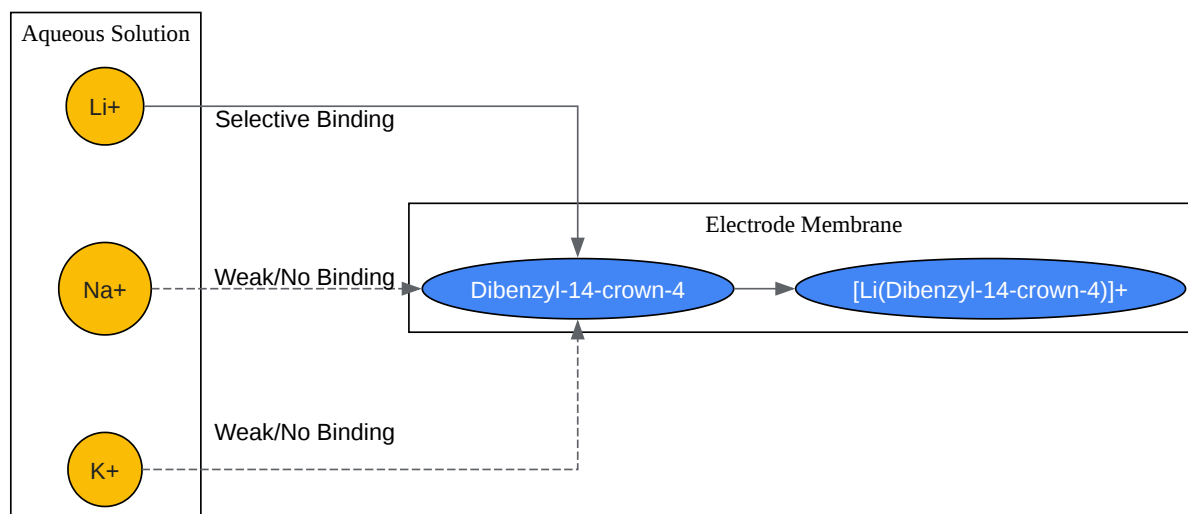 Aqueous Solution
Li+
Selective Binding
Electrode Membrane
Na+
Weak/No Binding
Dibenzyl-14-crown-4
[Li(Dibenzyl-14-crown-4)]+
Weak/No Binding
K+